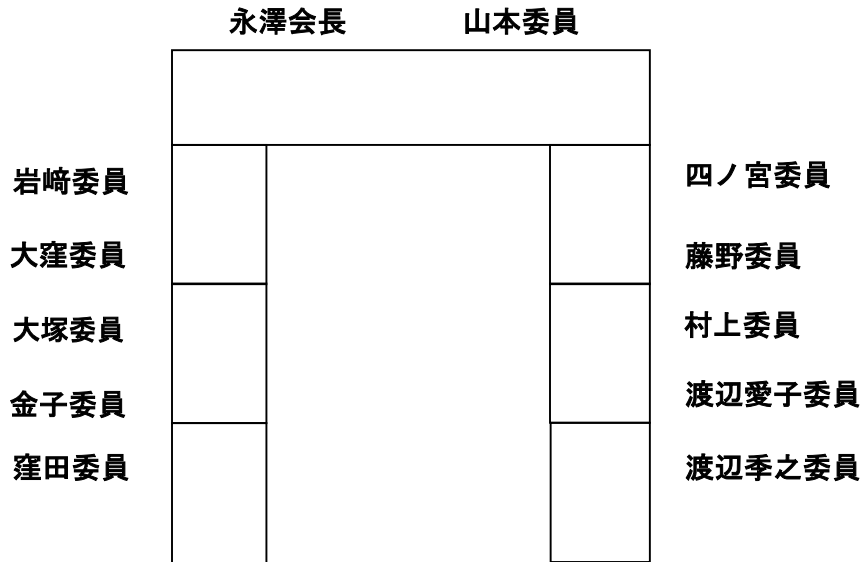 永澤会長 山本委員
岩﨑委員
大窪委員
大塚委員
金子委員
窪田委員
四ノ宮委員
藤野委員
村上委員
渡辺愛子委員
渡辺季之委員